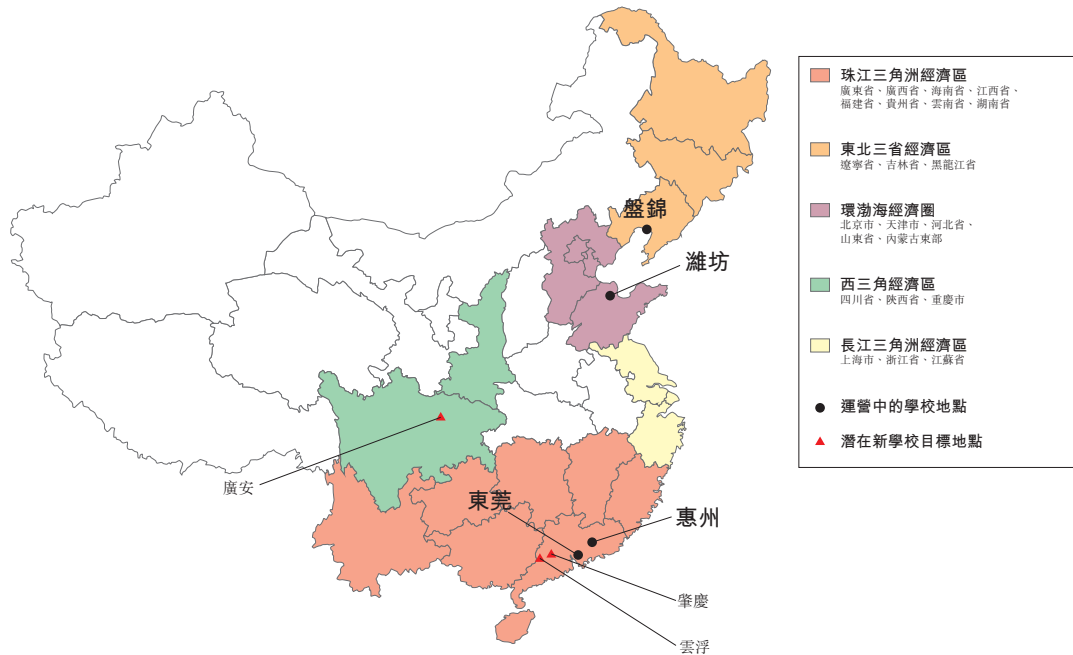 盤錦
濰坊
廣安
東莞
惠州
肇慶
雲浮
珠江三角洲經濟區
廣東省、廣西省、海南省、江西省、
福建省、貴州省、雲南省、湖南省
東北三省經濟區
遼寧省、吉林省、黑龍江省
環渤海經濟圈
北京市、天津市、河北省、
山東省、內蒙古東部
西三角經濟區
四川省、陝西省、重慶市
長江三角洲經濟區
上海市、浙江省、江蘇省
運營中的學校地點
潛在新學校目標地點